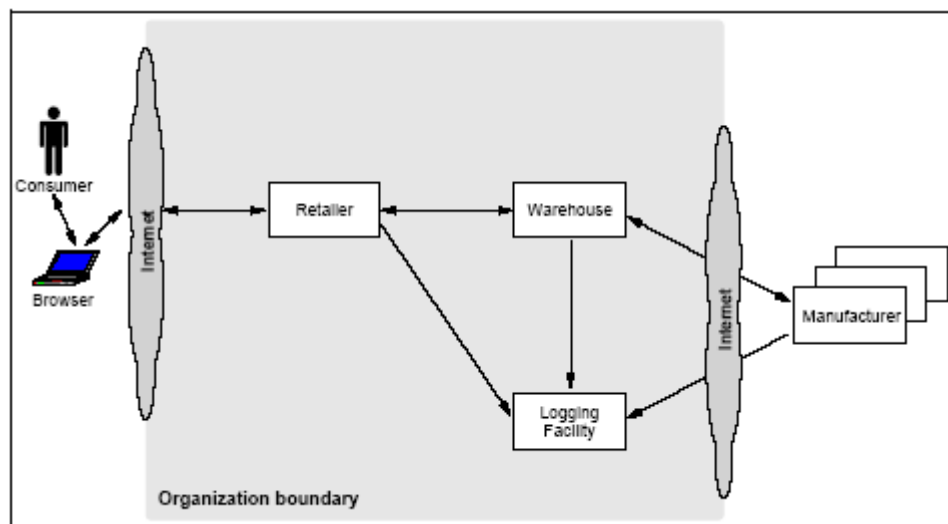 Consumer
Browser
Internet
Retailer
Warehouse
Logging
Facility
Internet
Manufacturer
Organization boundary